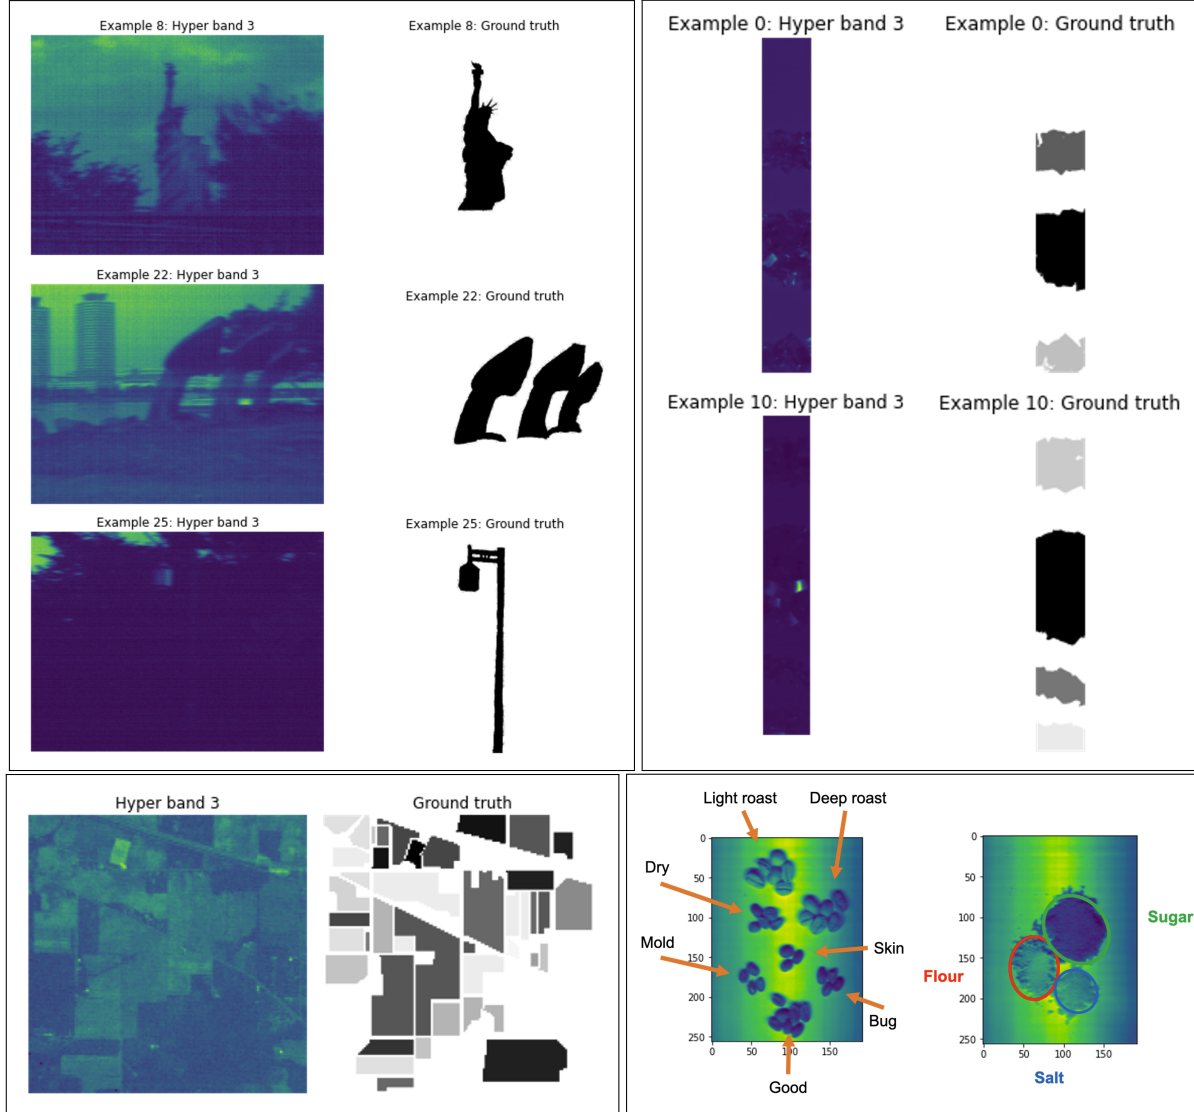 Example 8: Hyper band 3
Example 8: Ground truth
Example 22: Hyper band 3
Example 22: Ground truth
Example 25: Hyper band 3
Example 25: Ground truth
Example 0: Hyper band 3
Example 0: Ground truth
Example 10: Hyper band 3
Example 10: Ground truth
Hyper band 3
Ground truth
Light roast
Deep roast
Dry
Mold
Skin
Bug
Good
0
50
100
150
200
250
0
50
100
150
Sugar
Flour
Salt
0
50
100
150
200
250
0
50
100
150